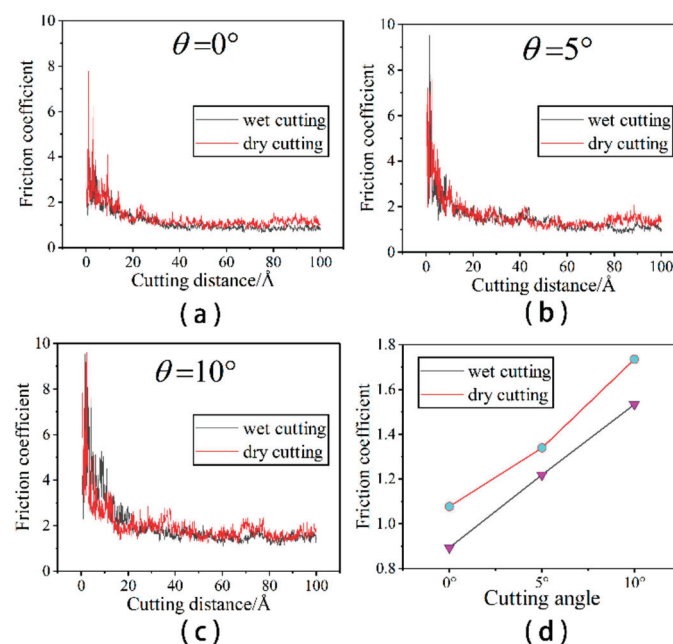 θ=0°
Friction coefficient
10
8
6
4
2
0
wet cutting
dry cutting
0 20 40 60 80 100
Cutting distance/Å
(a)
θ=5°
Friction coefficient
10
8
6
4
2
0
wet cutting
dry cutting
0 20 40 60 80 100
Cutting distance/Å
(b)
θ=10°
Friction coefficient
10
8
6
4
2
0
wet cutting
dry cutting
0 20 40 60 80 100
Cutting distance/Å
(c)
Friction coefficient
1.8
1.6
1.4
1.2
1.0
0.8
wet cutting
dry cutting
0° 5° 10°
Cutting angle
(d)